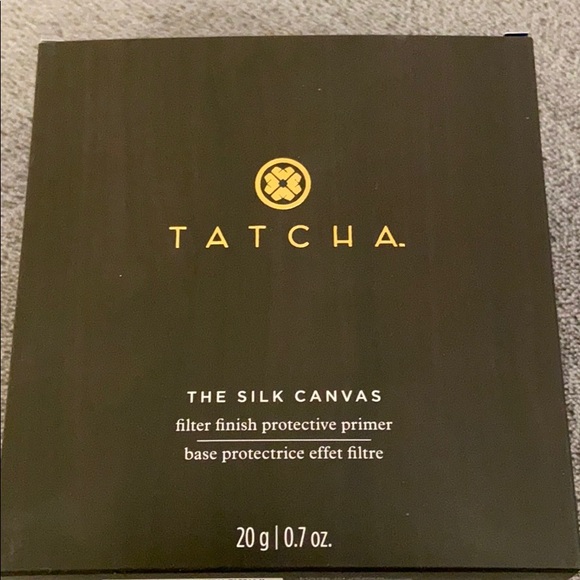 TATCHA
THE SILK CANVAS
filter finish protective primer
base protectrice effet filtre
20 g | 0.7 oz.